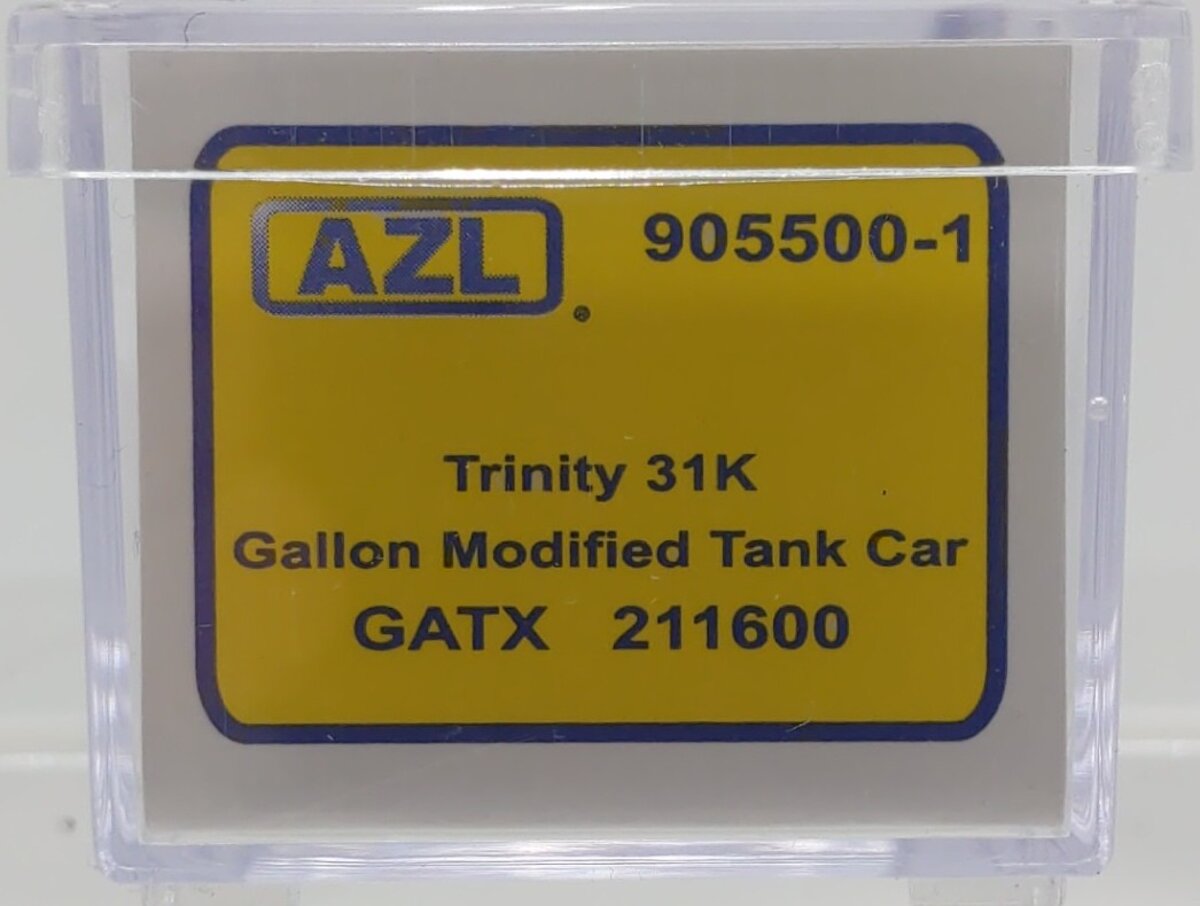 AZL® 905500-1
Trinity 31K
Gallon Modified Tank Car
GATX 211600